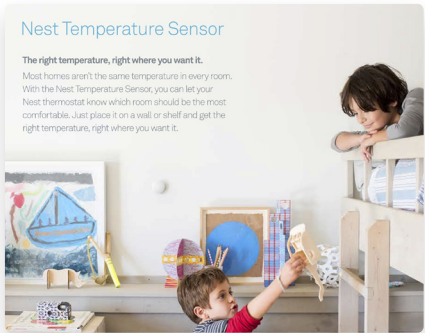 Nest Temperature Sensor
The right temperature, right where you want it.
Most homes aren't the same temperature in every room.
With the Nest Temperature Sensor, you can let your
Nest thermostat know which room should be the most
comfortable. Just place it on a wall or shelf and get the
right temperature, right where you want it.